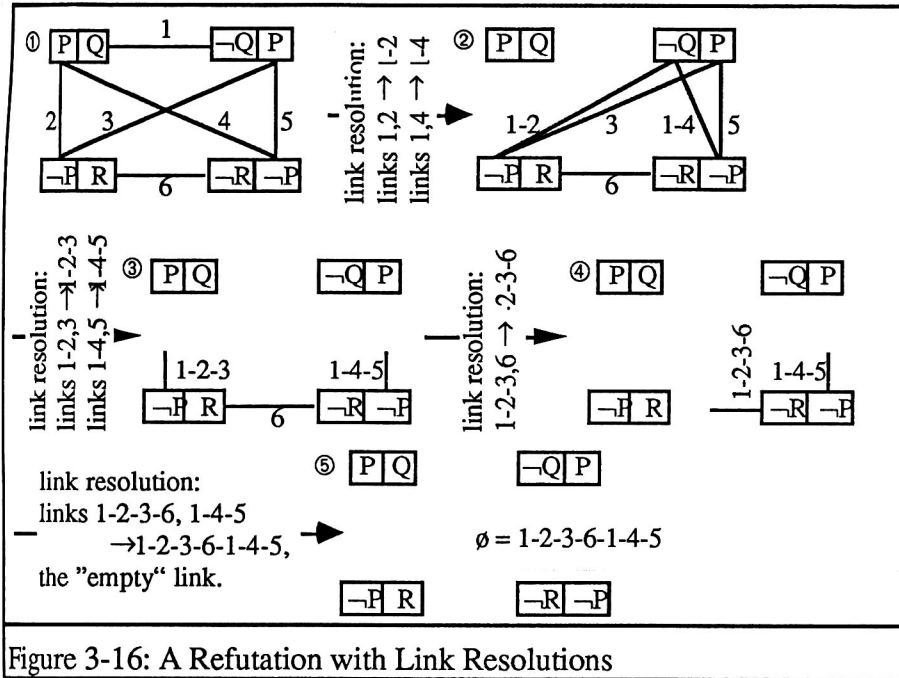 ① P Q 1 ¬Q P
2 3 4 5
¬P R 6 ¬R ¬P
link resolution:
links 1,2 → 1-2
links 1,4 → 1-4
② P Q ¬Q P
1-2 3 1-4 5
¬P R 6 ¬R ¬P
link resolution:
links 1-2,3 → 1-2-3
links 1-4,5 → 1-4-5
③ P Q ¬Q P
1-2-3 1-4-5
¬P R 6 ¬R ¬P
link resolution:
1-2-3,6 → -2-3-6
④ P Q ¬Q P
1-2-3-6 1-4-5
¬P R ¬R ¬P
link resolution:
links 1-2-3-6, 1-4-5
→1-2-3-6-1-4-5,
the ”empty“ link.
⑤ P Q ¬Q P
ø = 1-2-3-6-1-4-5
¬P R ¬R ¬P
Figure 3-16: A Refutation with Link Resolutions